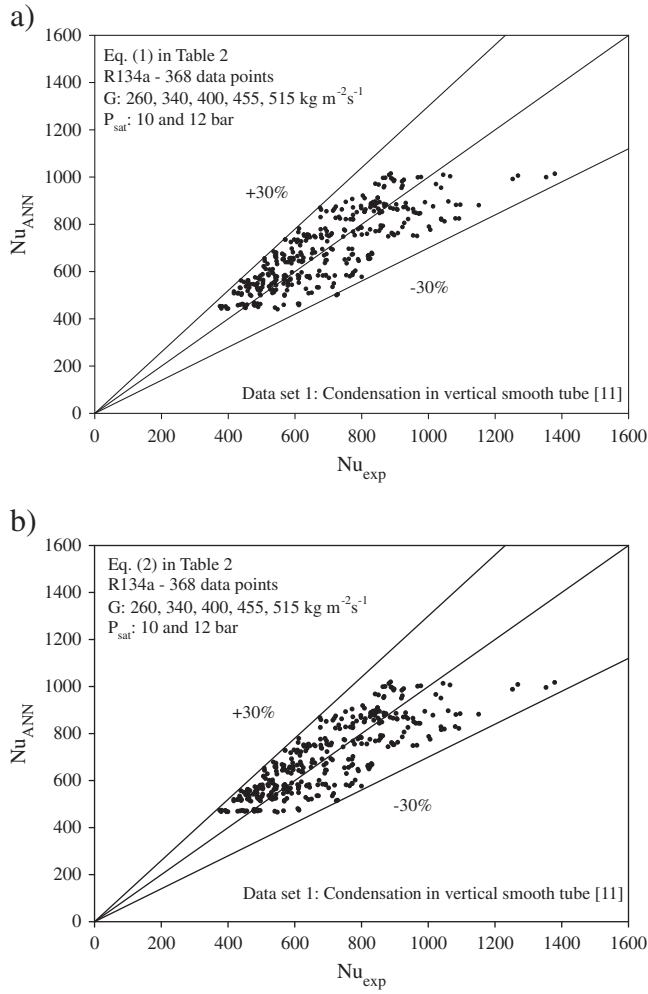 a)
1600
1400
1200
1000
800
600
400
200
0
Nu_ANN
Eq. (1) in Table 2
R134a - 368 data points
G: 260, 340, 400, 455, 515 kg m⁻²s⁻¹
P_sat: 10 and 12 bar
+30%
-30%
Data set 1: Condensation in vertical smooth tube [11]
0 200 400 600 800 1000 1200 1400 1600
Nu_exp
b)
1600
1400
1200
1000
800
600
400
200
0
Nu_ANN
Eq. (2) in Table 2
R134a - 368 data points
G: 260, 340, 400, 455, 515 kg m⁻²s⁻¹
P_sat: 10 and 12 bar
+30%
-30%
Data set 1: Condensation in vertical smooth tube [11]
0 200 400 600 800 1000 1200 1400 1600
Nu_exp